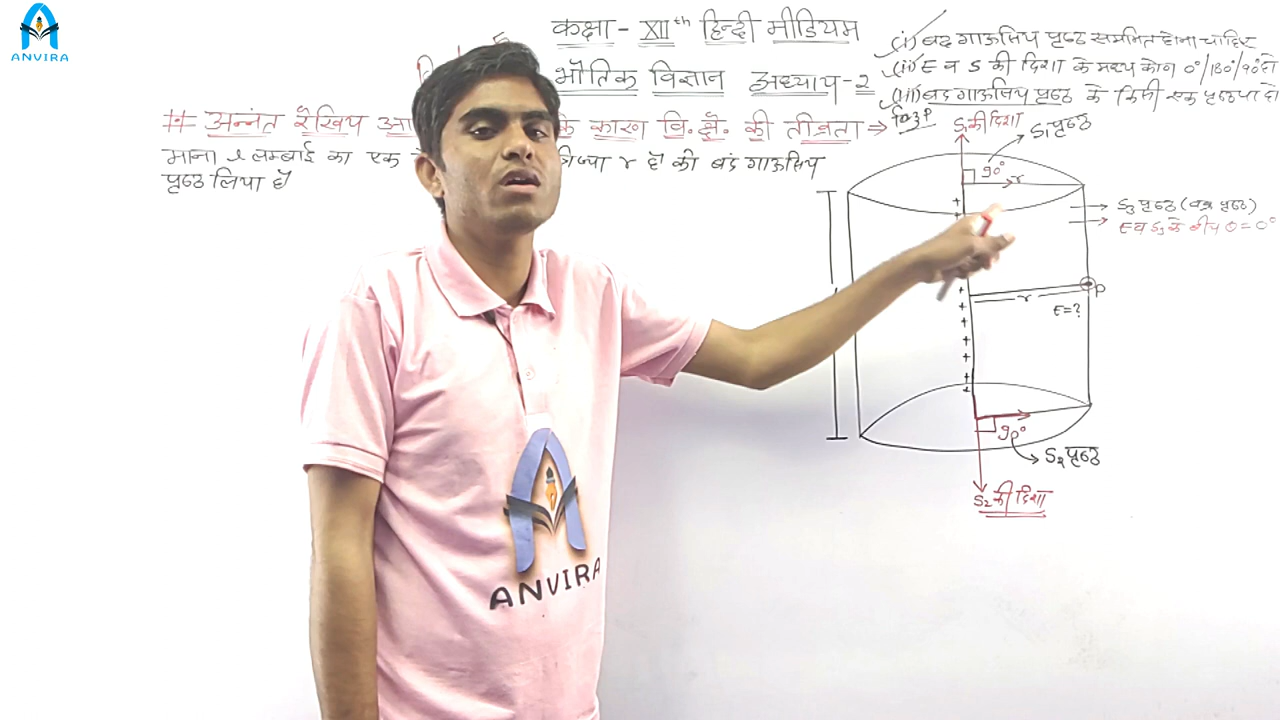 ANVIRA
कक्षा - XIIth हिन्दी मीडियम
भौतिक विज्ञान अध्याय-2
(i) बंद गाऊसिय पृष्ठ सममित होना चाहिए
(ii) E व S की दिशा के मध्य कोण 0°/180°/90° हो
(iii) बंद गाऊसिय पृष्ठ के किसी एक पृष्ठ पर हो
बिन्दु P
# अनंत रेखिय आ के कारण वि. क्षे. की तीव्रता ⇒
माना l लम्बाई का एक त्रिज्या r है की बंद गाऊसिय
पृष्ठ लिया है
S₁ की दिशा
S₁ पृष्ठ
90°
r
S₃ पृष्ठ (वक्र पृष्ठ)
E व S₃ के बीच θ = 0°
P
r
E=?
90°
S₂ पृष्ठ
S₂ की दिशा
ANVIRA